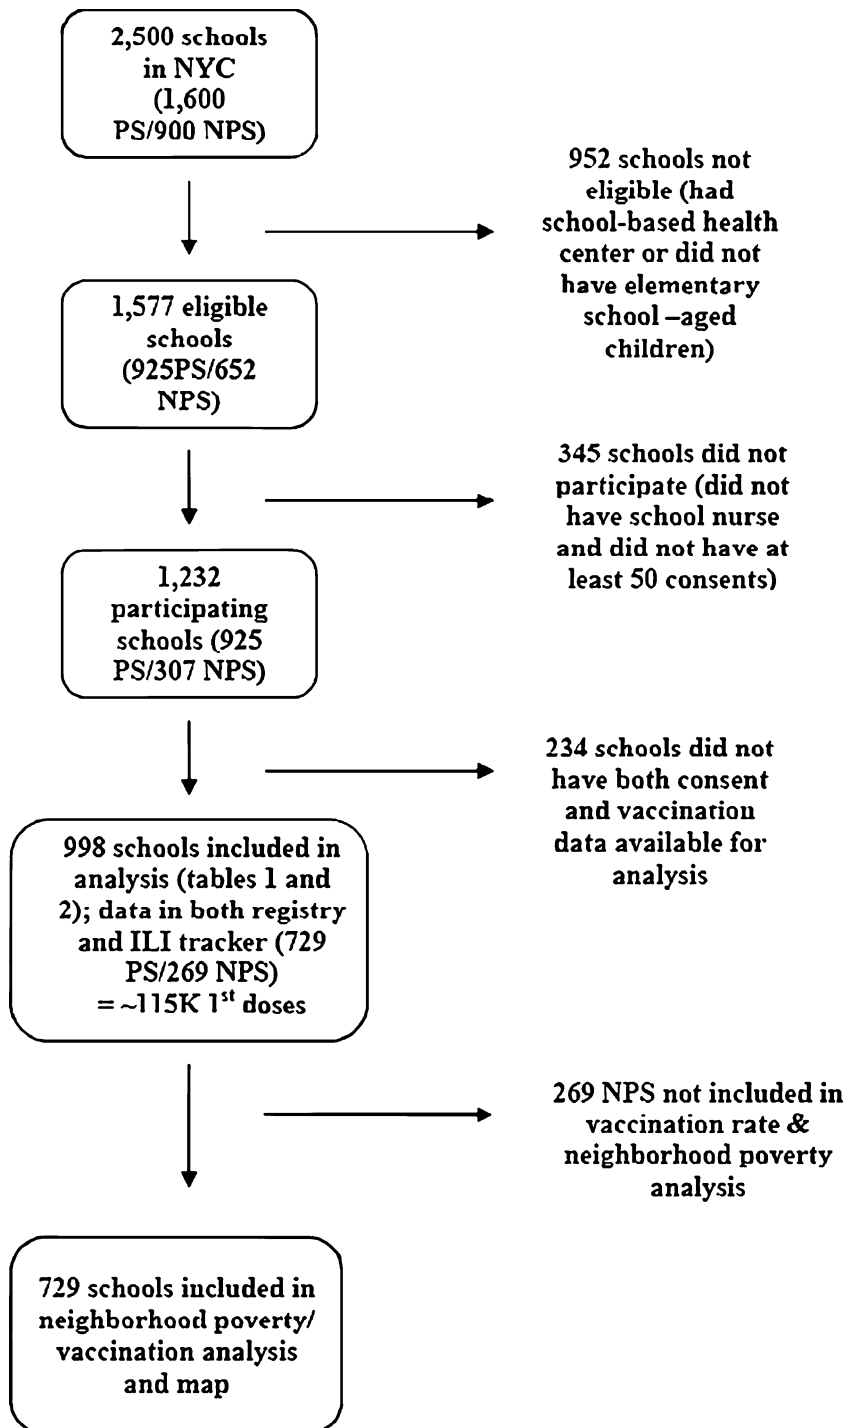 2,500 schools
in NYC
(1,600
PS/900 NPS)
952 schools not
eligible (had
school-based health
center or did not
have elementary
school –aged
children)
1,577 eligible
schools
(925PS/652
NPS)
345 schools did not
participate (did not
have school nurse
and did not have at
least 50 consents)
1,232
participating
schools (925
PS/307 NPS)
234 schools did not
have both consent
and vaccination
data available for
analysis
998 schools included in
analysis (tables 1 and
2); data in both registry
and ILI tracker (729
PS/269 NPS)
= ~115K 1st doses
269 NPS not included in
vaccination rate &
neighborhood poverty
analysis
729 schools included in
neighborhood poverty/
vaccination analysis
and map